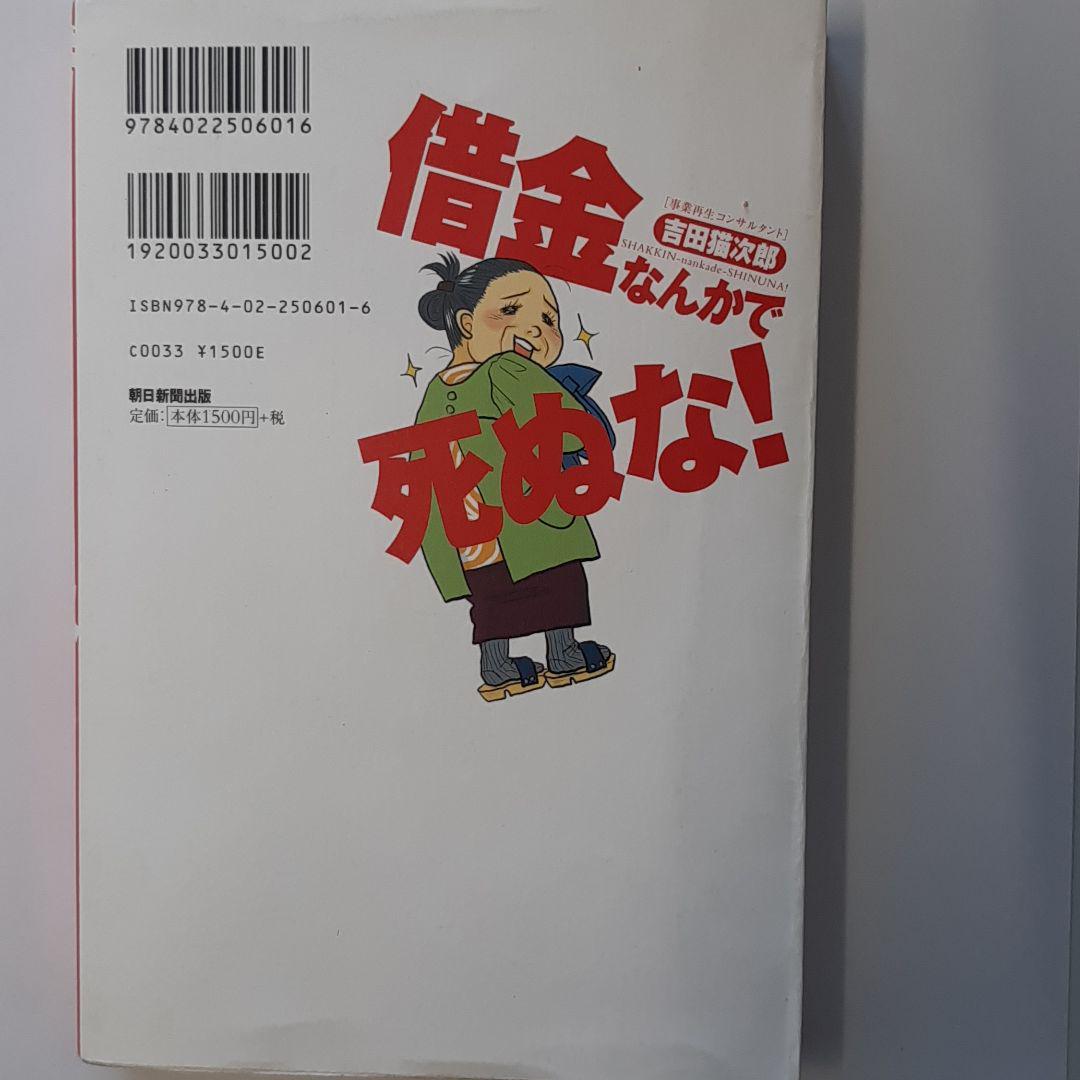 9784022506016
1920033015002
ISBN978-4-02-250601-6
C0033 ¥1500E
朝日新聞出版
定価：本体1500円+税
借金なんかで
死ぬな！
［事業再生コンサルタント］
吉田猫次郎
SHAKKIN-nankade-SHINUNA!